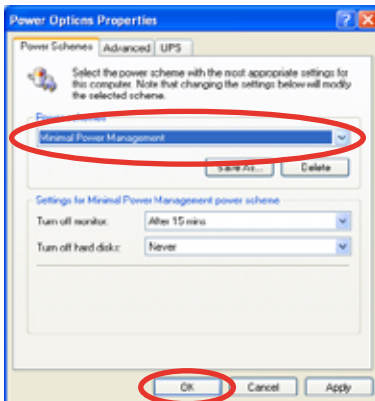 Power Options Properties
Power Schemes Advanced UPS
Select the power scheme with the most appropriate settings for
this computer. Note that changing the settings below will modify
the selected scheme.
Power schemes
Minimal Power Management
Save As... Delete
Settings for Minimal Power Management power scheme
Turn off monitor: After 15 mins
Turn off hard disks: Never
OK Cancel Apply